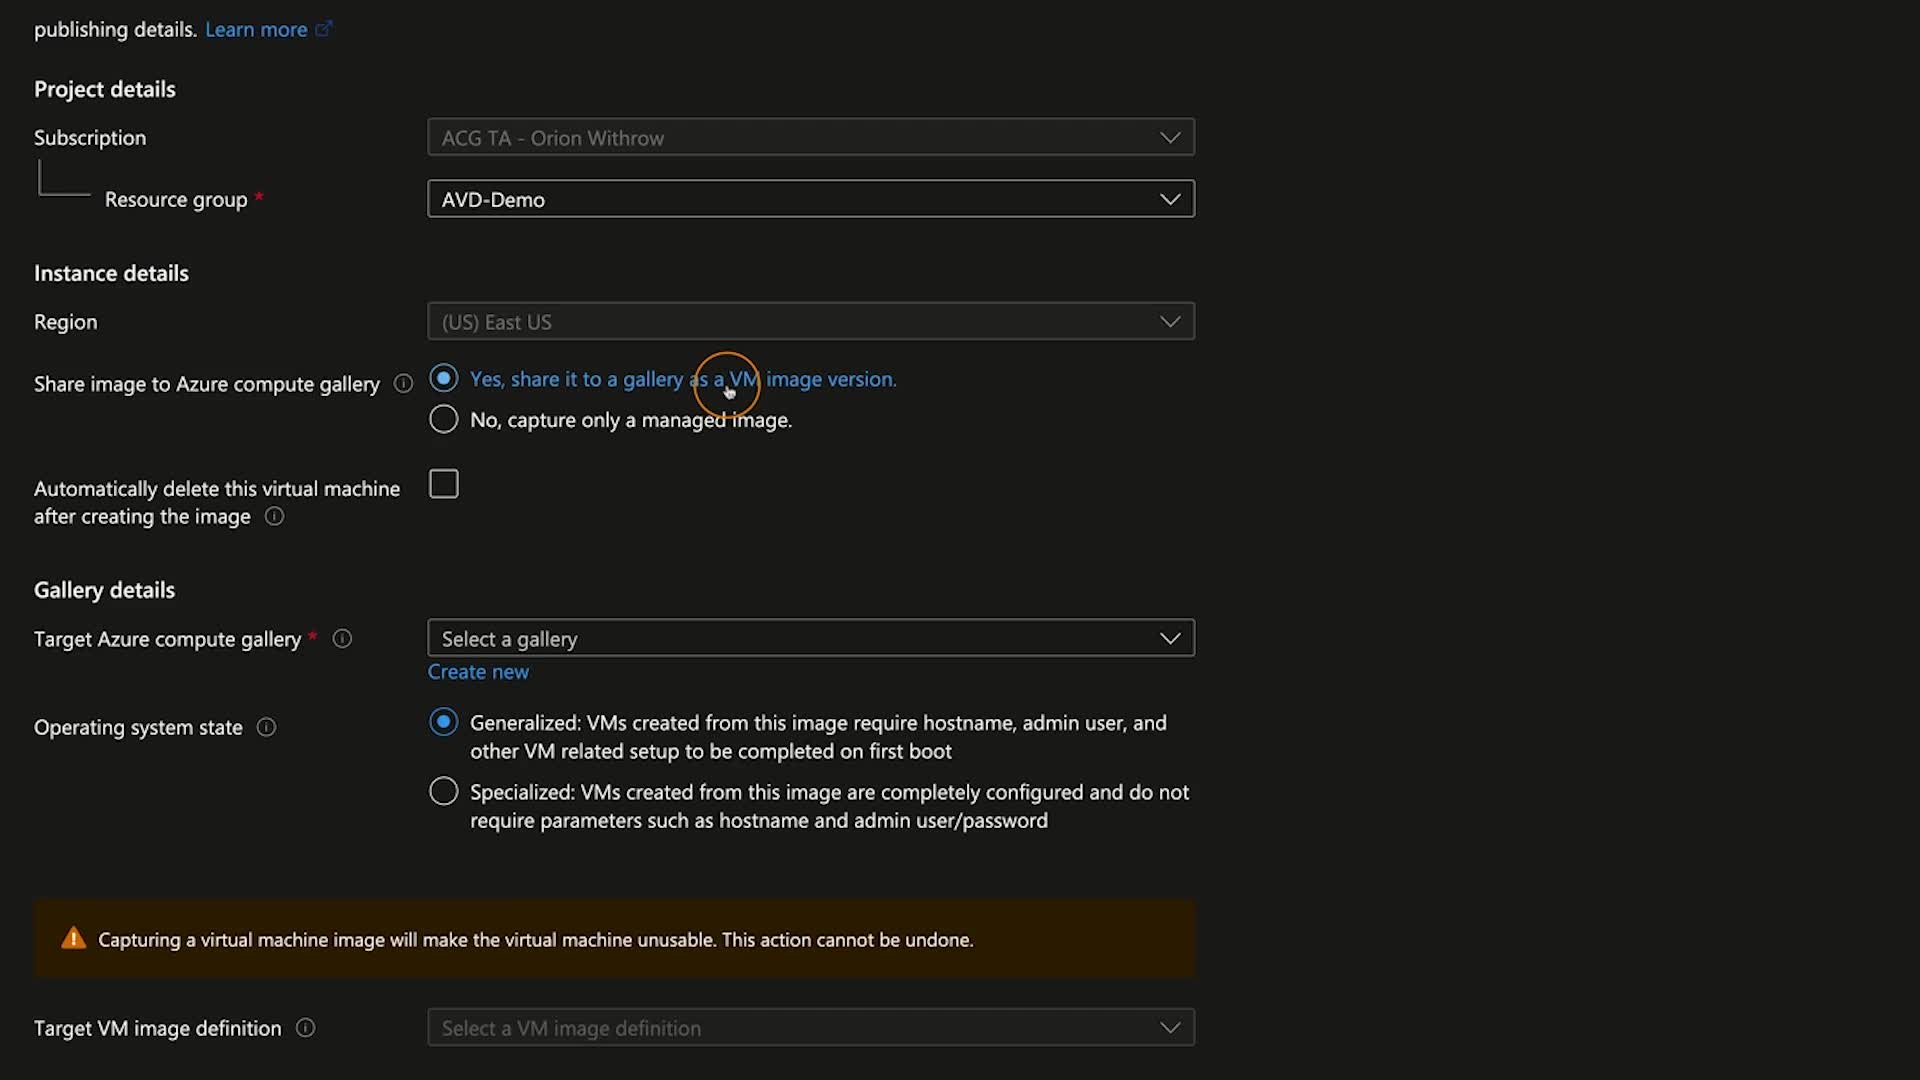 publishing details. Learn more
Project details
Subscription
ACG TA - Orion Withrow
Resource group *
AVD-Demo
Instance details
Region
(US) East US
Share image to Azure compute gallery
Yes, share it to a gallery as a VM image version.
No, capture only a managed image.
Automatically delete this virtual machine
after creating the image
Gallery details
Target Azure compute gallery *
Select a gallery
Create new
Operating system state
Generalized: VMs created from this image require hostname, admin user, and
other VM related setup to be completed on first boot
Specialized: VMs created from this image are completely configured and do not
require parameters such as hostname and admin user/password
Capturing a virtual machine image will make the virtual machine unusable. This action cannot be undone.
Target VM image definition
Select a VM image definition